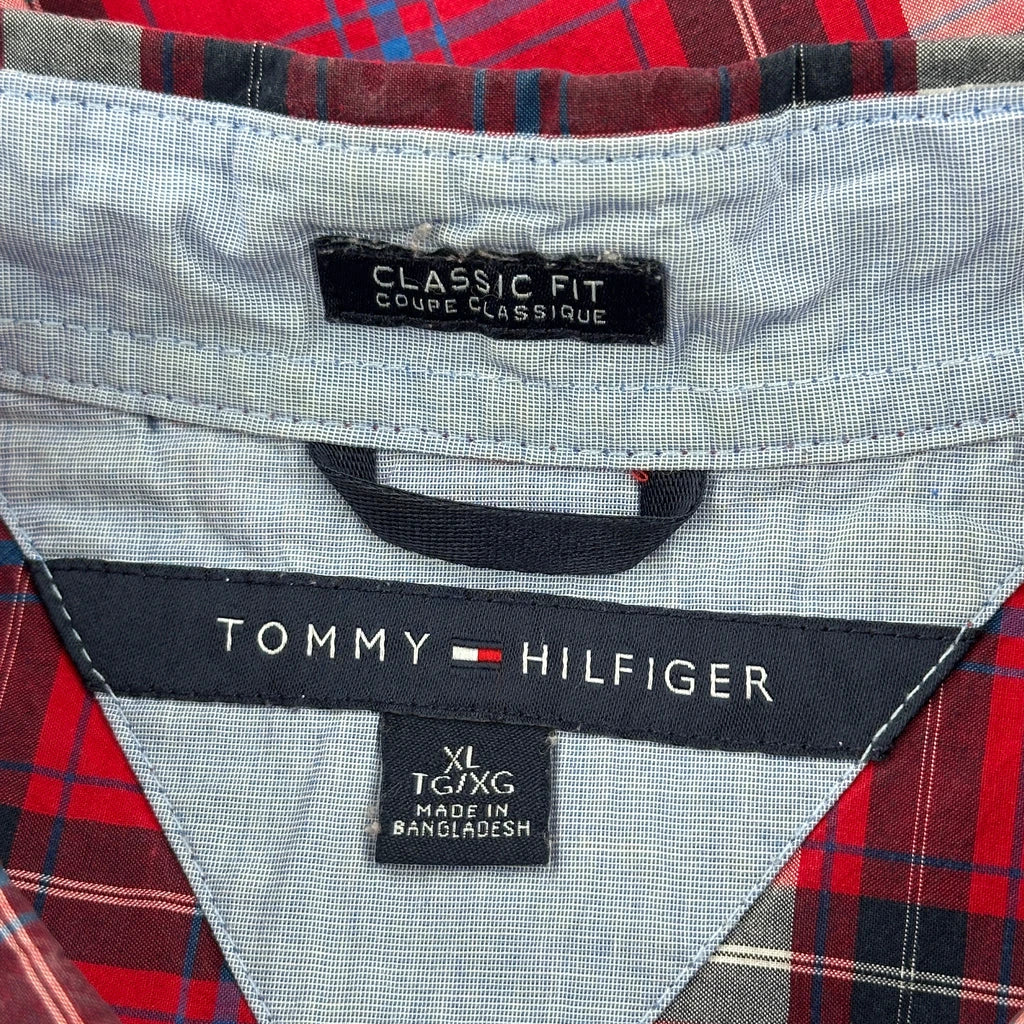 CLASSIC FIT
COUPE CLASSIQUE
TOMMY HILFIGER
XL
TG/XG
MADE IN
BANGLADESH